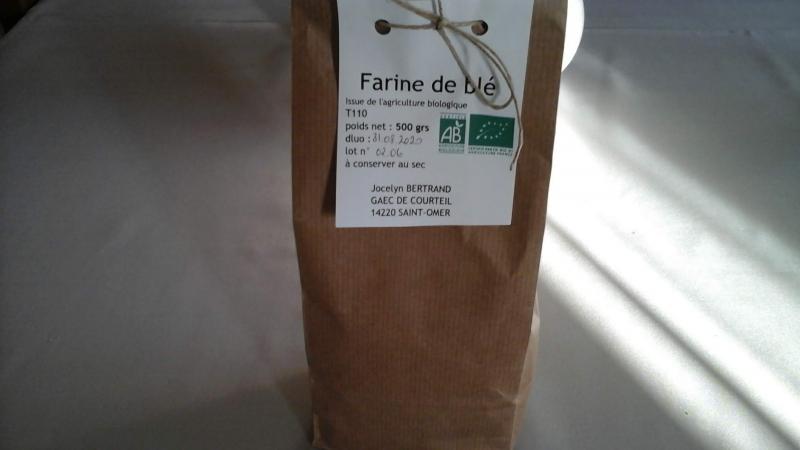 Farine de blé
Issue de l'agriculture biologique
T110
poids net : 500 grs
dluo : 31.08.2020
lot n° 02.06
à conserver au sec
AB
Jocelyn BERTRAND
GAEC DE COURTEIL
14220 SAINT-OMER